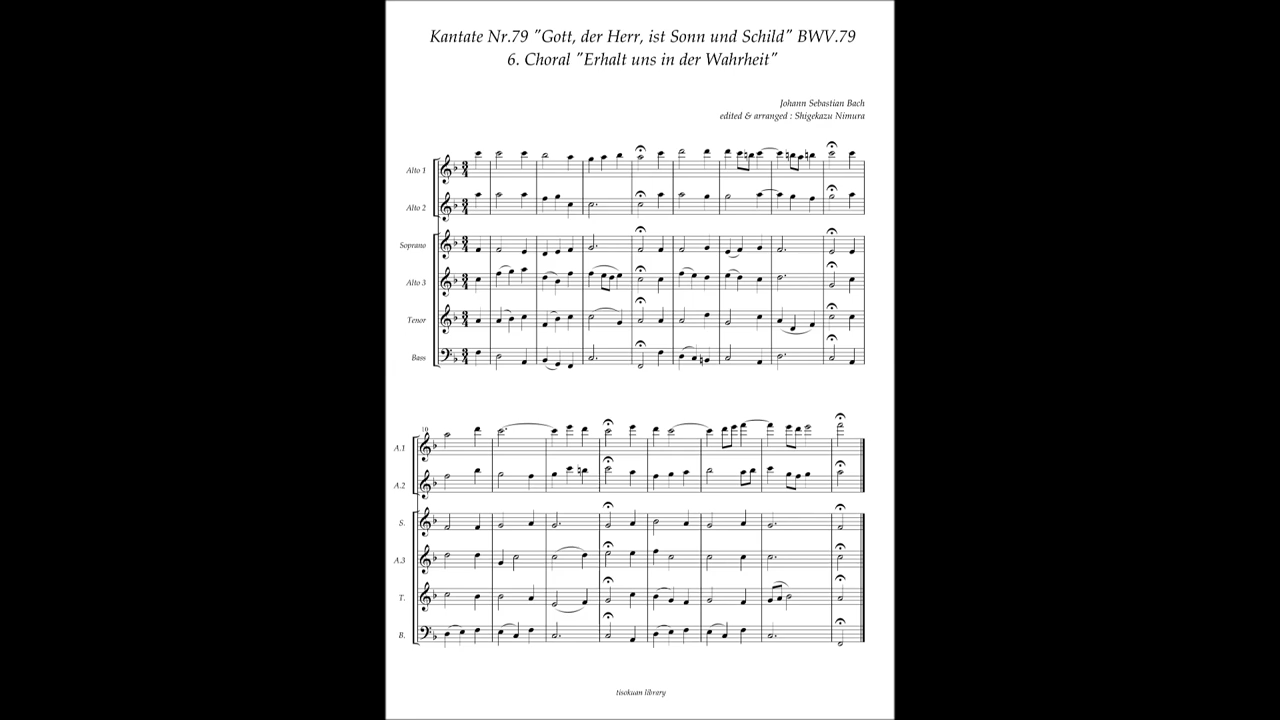 Kantate Nr.79 "Gott, der Herr, ist Sonn und Schild" BWV.79
6. Choral "Erhalt uns in der Wahrheit"
Johann Sebastian Bach
edited & arranged : Shigekazu Nimura
Alto 1
Alto 2
Soprano
Alto 3
Tenor
Bass
10
A.1
A.2
S.
A.3
T.
B.
tisokuan library